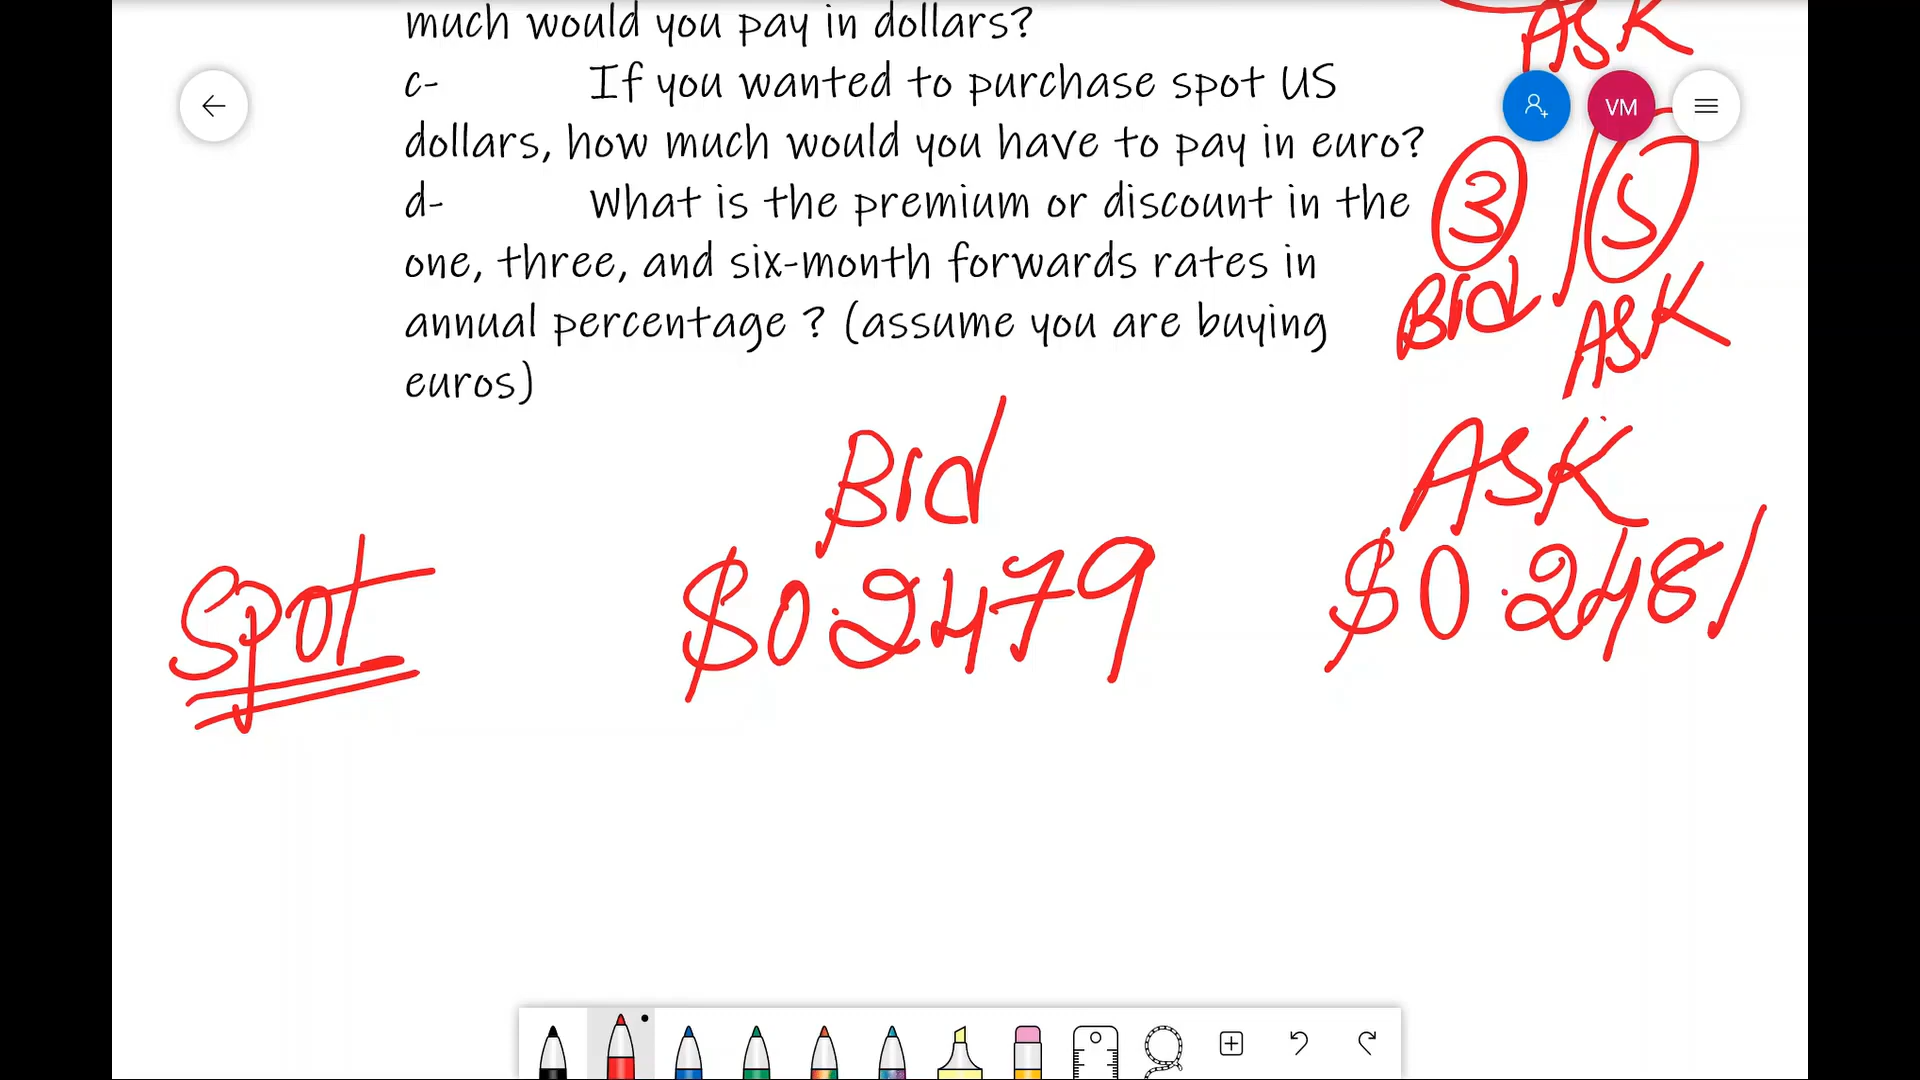 much would you pay in dollars?
ASK
c- If you wanted to purchase spot US
VM
dollars, how much would you have to pay in euro?
d- What is the premium or discount in the
3 / 5
one, three, and six-month forwards rates in
Bid ASK
annual percentage ? (assume you are buying
euros)
Bid ASK
Spot $0.2479 $0.2481